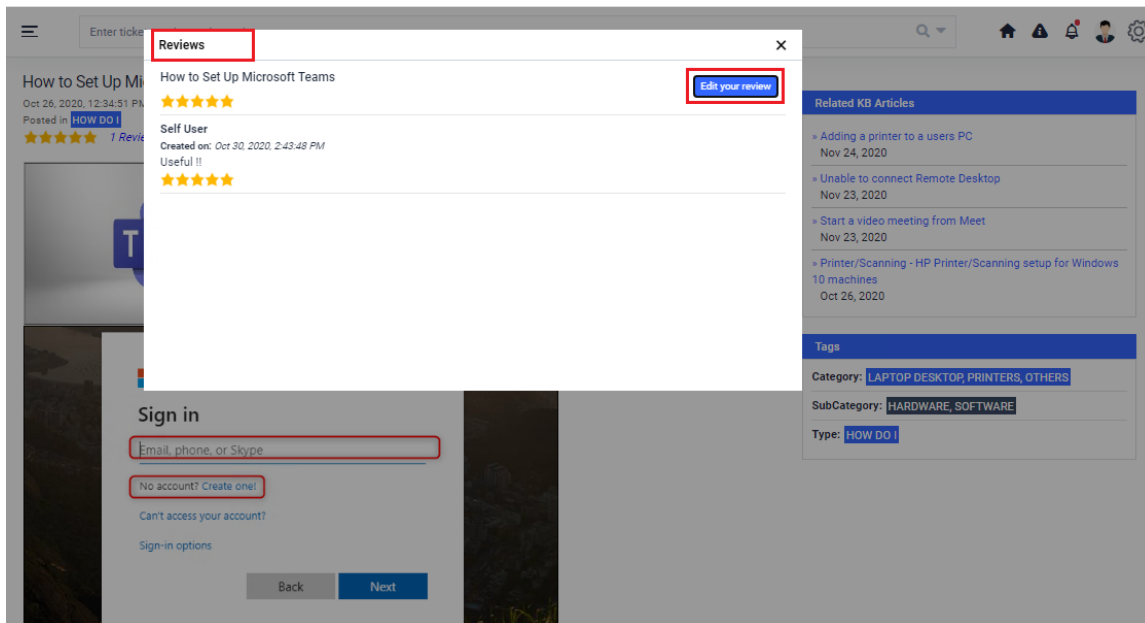 Enter ticke
Reviews
How to Set Up Microsoft Teams
Edit your review
Self User
Created on: Oct 30, 2020, 2:43:48 PM
Useful !!
How to Set Up Mi
Oct 26, 2020, 12:34:51 PM
Posted in HOW DO I
1 Revie
T
Sign in
Email, phone, or Skype
No account? Create one!
Can't access your account?
Sign-in options
Back
Next
Related KB Articles
» Adding a printer to a users PC
Nov 24, 2020
» Unable to connect Remote Desktop
Nov 23, 2020
» Start a video meeting from Meet
Nov 23, 2020
» Printer/Scanning - HP Printer/Scanning setup for Windows
10 machines
Oct 26, 2020
Tags
Category: LAPTOP DESKTOP, PRINTERS, OTHERS
SubCategory: HARDWARE, SOFTWARE
Type: HOW DO I